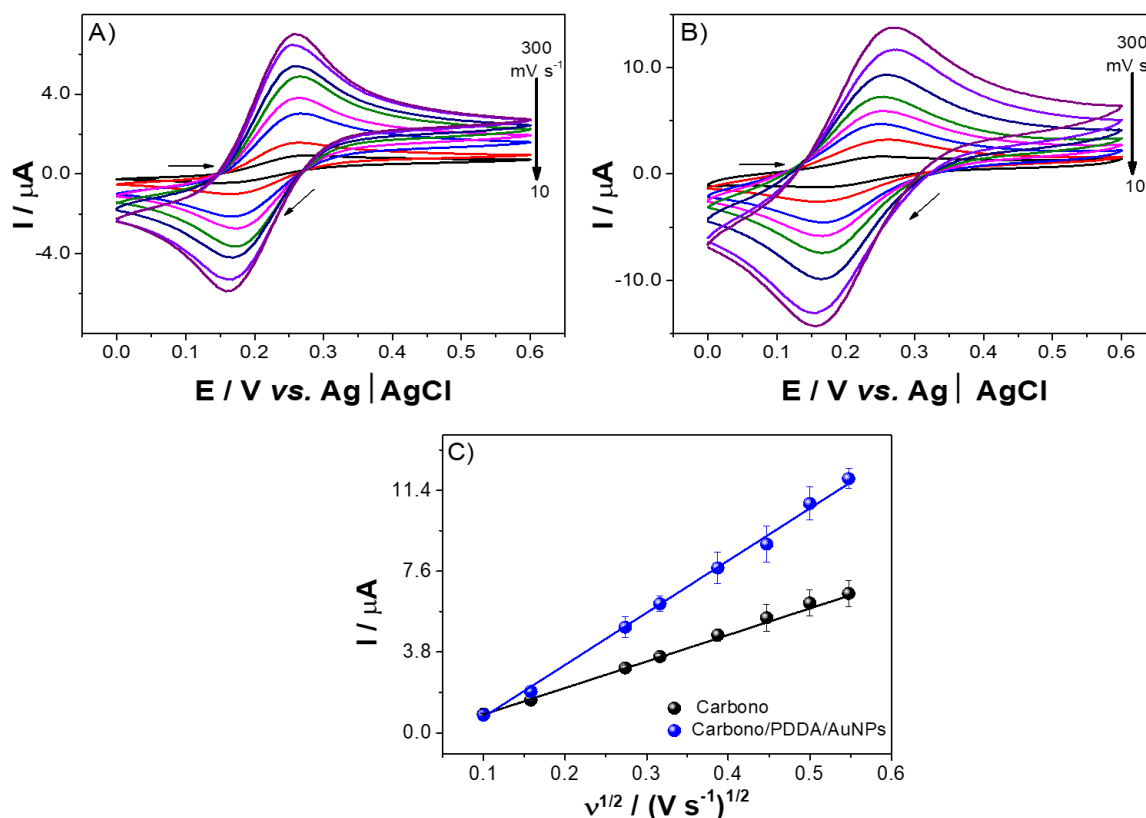 A)
300
mV s⁻¹
10
4.0
0.0
-4.0
I / μA
0.0 0.1 0.2 0.3 0.4 0.5 0.6
E / V vs. Ag | AgCl
B)
300
mV s⁻¹
10
10.0
0.0
-10.0
I / μA
0.0 0.1 0.2 0.3 0.4 0.5 0.6
E / V vs. Ag | AgCl
C)
11.4
7.6
3.8
0.0
I / μA
Carbono
Carbono/PDDA/AuNPs
0.1 0.2 0.3 0.4 0.5 0.6
ν¹ᐟ² / (V s⁻¹)¹ᐟ²